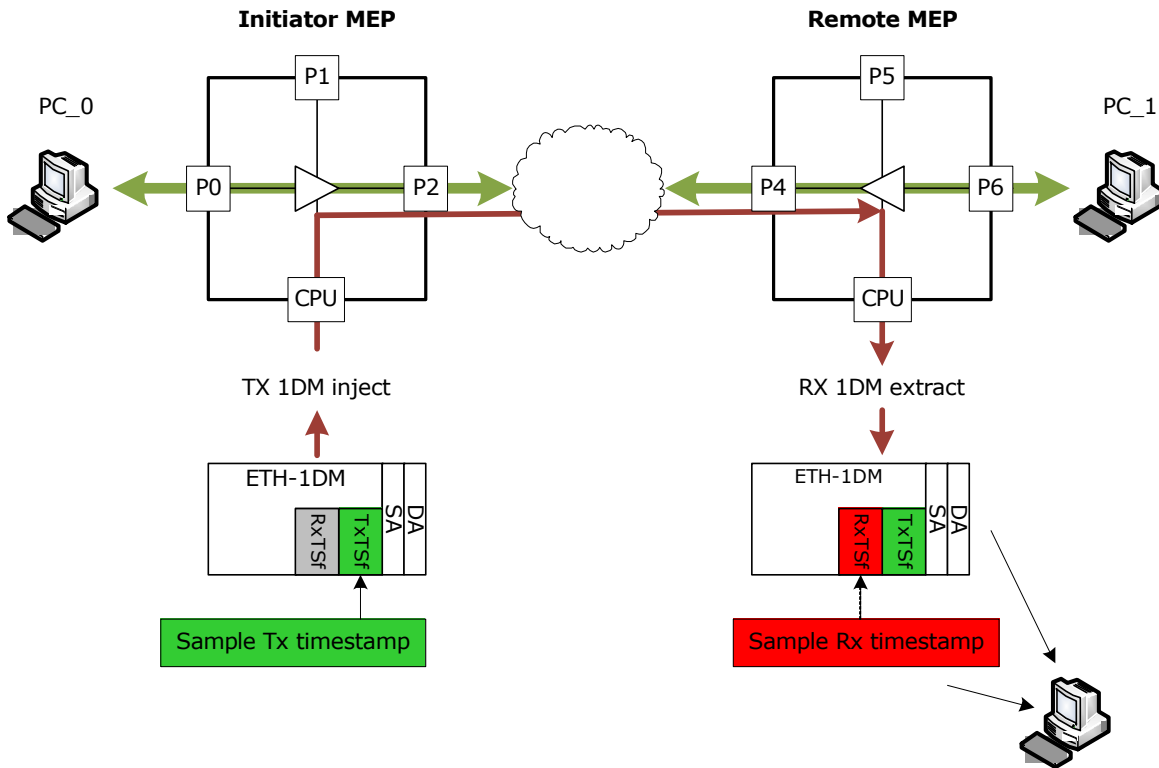 Initiator MEP
Remote MEP
P1
P5
PC_0
PC_1
P0
P2
P4
P6
CPU
CPU
TX 1DM inject
RX 1DM extract
ETH-1DM
RxTSf
TxTSf
SA
DA
ETH-1DM
RxTSf
TxTSf
SA
DA
Sample Tx timestamp
Sample Rx timestamp